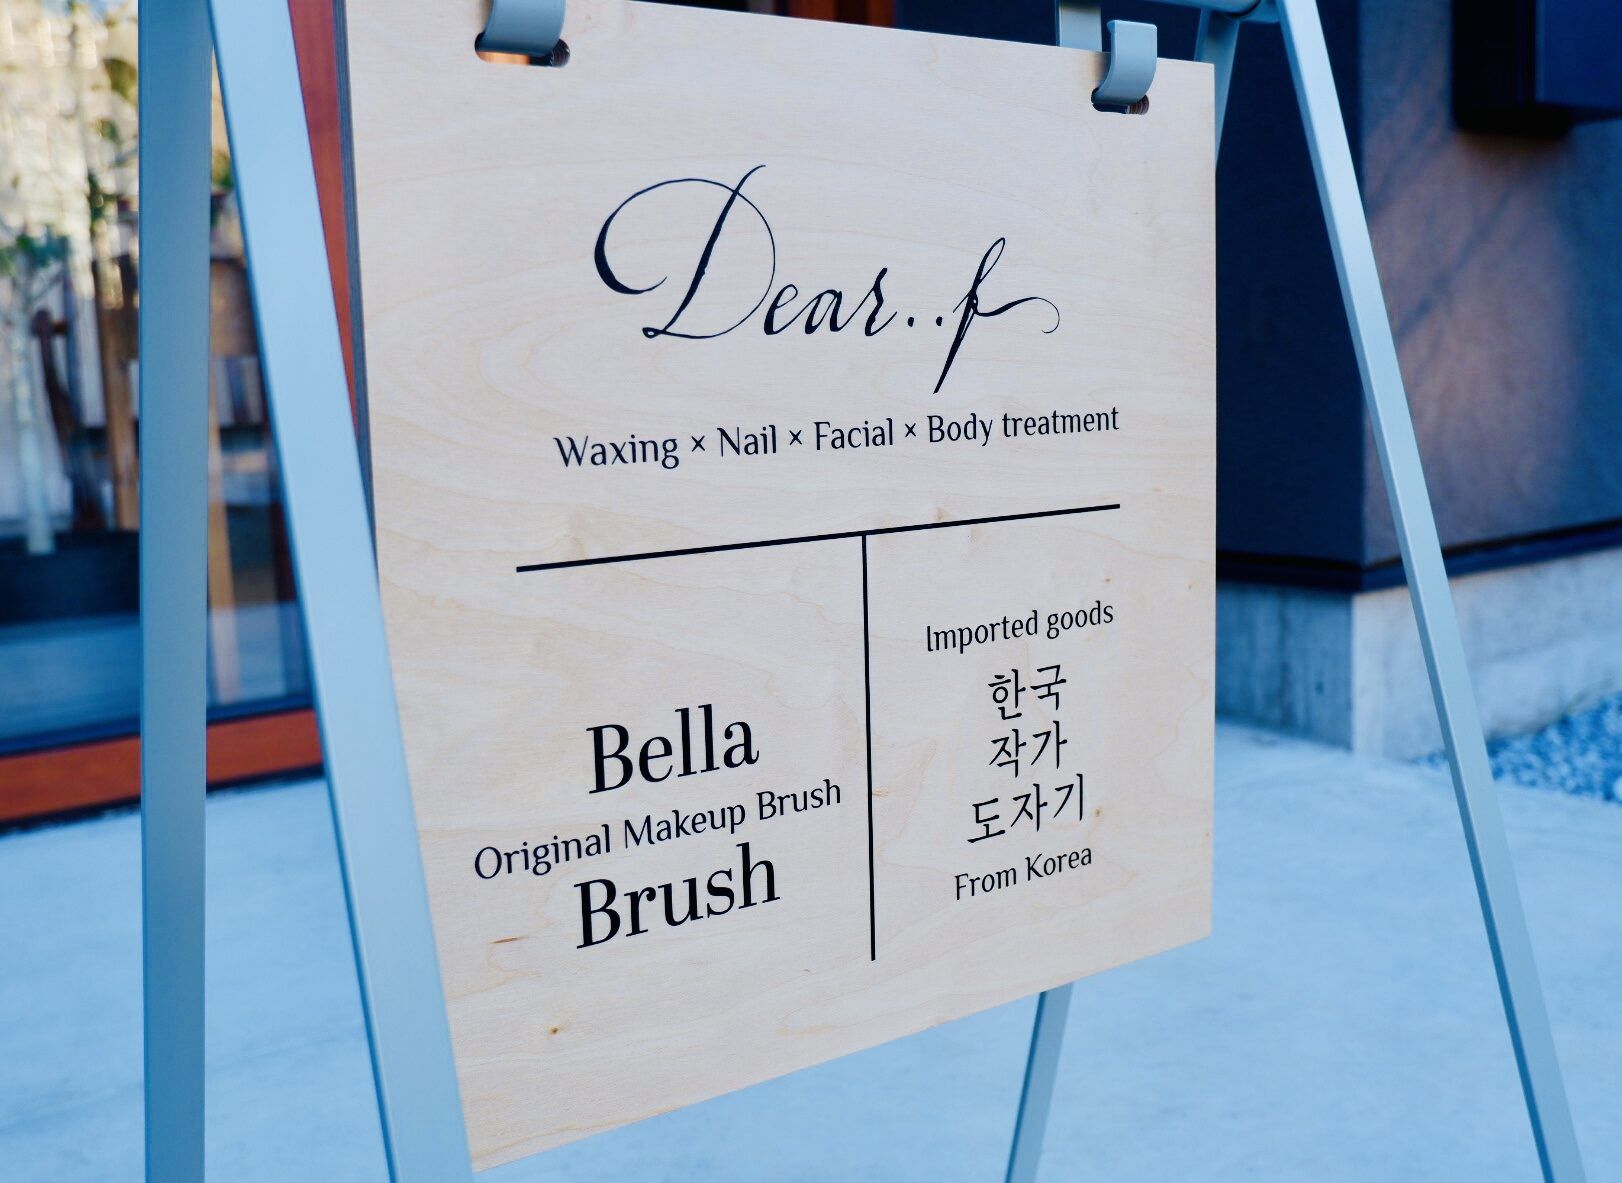 Dear..f
Waxing × Nail × Facial × Body treatment
Bella
Original Makeup Brush
Brush
Imported goods
한국
작가
도자기
From Korea